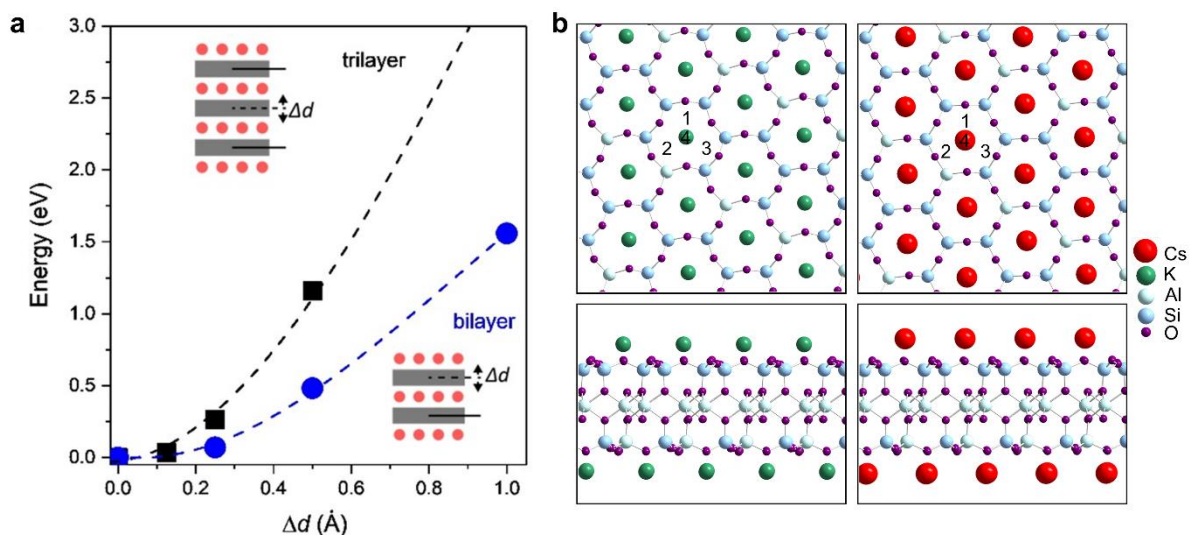 a
3.0
2.5
2.0
1.5
1.0
0.5
0.0
Energy (eV)
trilayer
Δd
bilayer
Δd
0.0 0.2 0.4 0.6 0.8 1.0
Δd (Å)
b
1
4
2 3
1
4
2 3
Cs
K
Al
Si
O